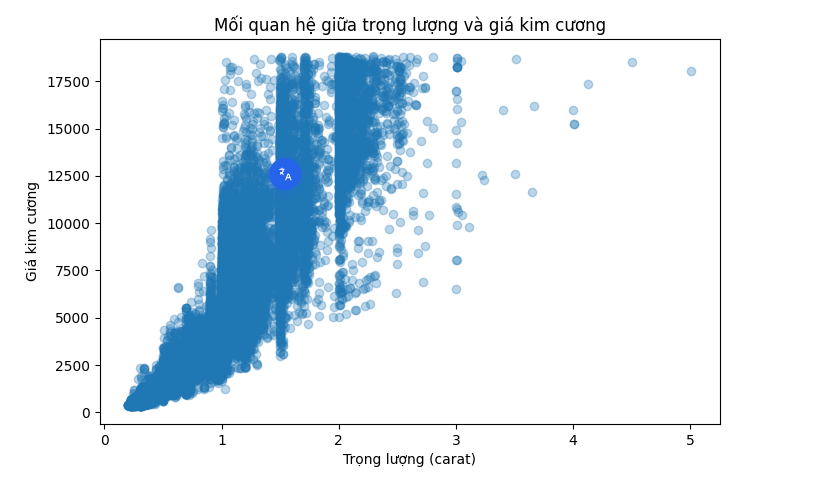 Mối quan hệ giữa trọng lượng và giá kim cương
17500
15000
12500
10000
7500
5000
2500
0
Giá kim cương
0 1 2 3 4 5
Trọng lượng (carat)